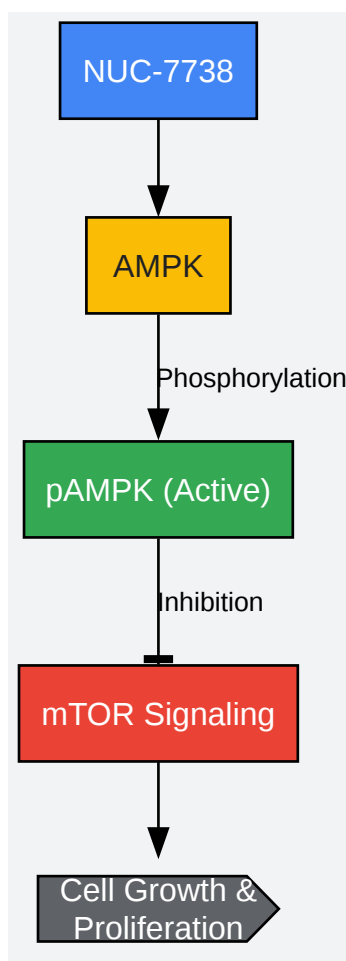 NUC-7738
AMPK
Phosphorylation
pAMPK (Active)
Inhibition
mTOR Signaling
Cell Growth &
Proliferation